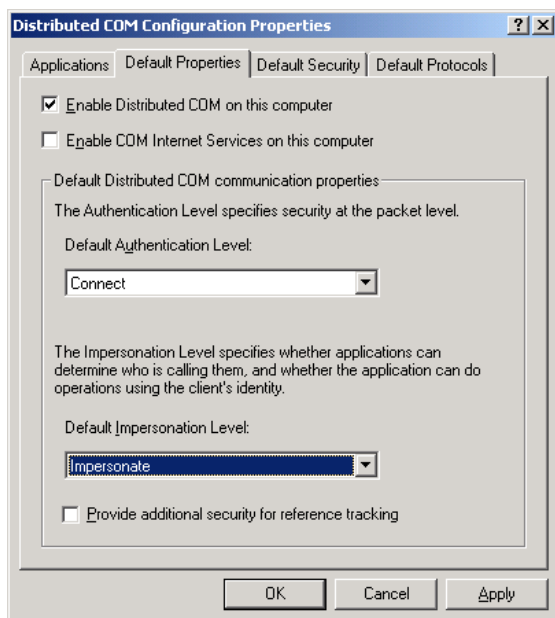 Distributed COM Configuration Properties
Applications Default Properties Default Security Default Protocols
Enable Distributed COM on this computer
Enable COM Internet Services on this computer
Default Distributed COM communication properties
The Authentication Level specifies security at the packet level.
Default Authentication Level:
Connect
The Impersonation Level specifies whether applications can
determine who is calling them, and whether the application can do
operations using the client's identity.
Default Impersonation Level:
Impersonate
Provide additional security for reference tracking
OK Cancel Apply